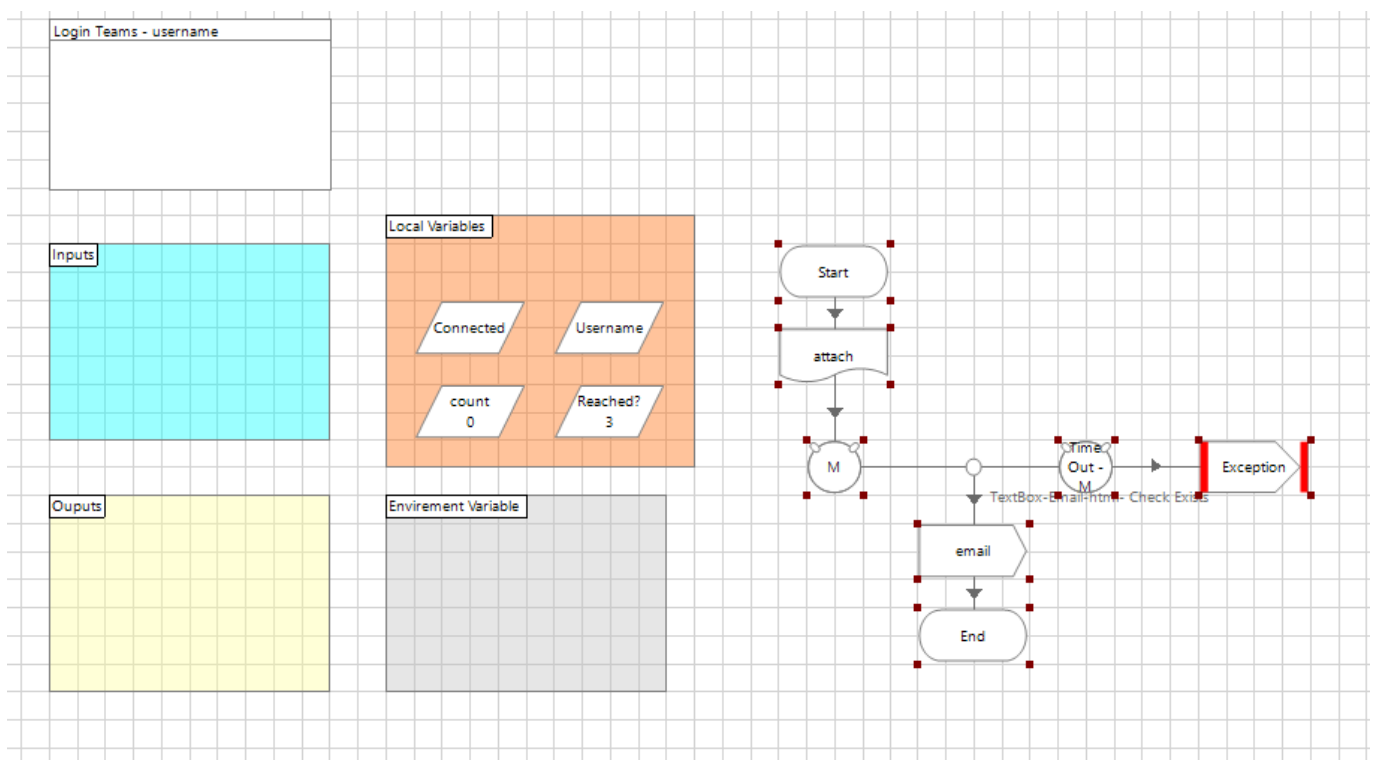 Login Teams - username
Local Variables
Inputs
Start
Connected
Username
attach
count
0
Reached?
3
M
Time
Out -
M
Exception
TextBox-Email-html - Check Exists
Ouputs
Envirement Variable
email
End